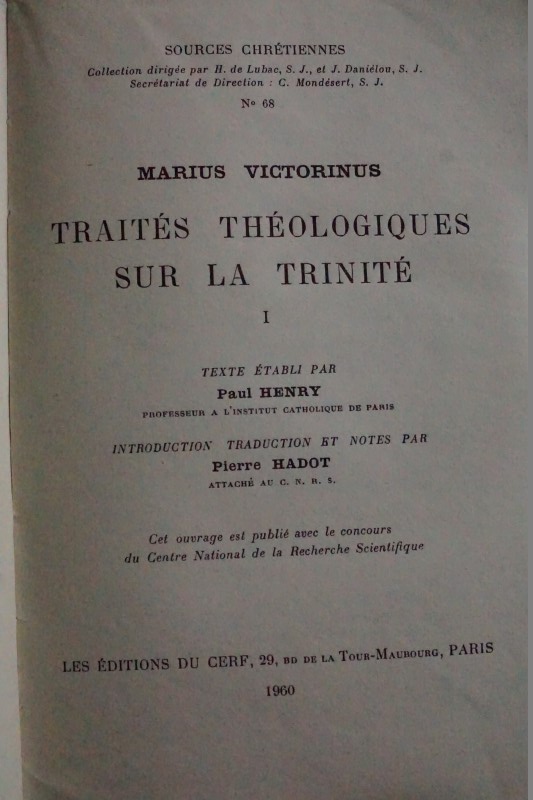 SOURCES CHRÉTIENNES
Collection dirigée par H. de Lubac, S. J., et J. Daniélou, S. J.
Secrétariat de Direction : C. Mondésert, S. J.
Nº 68
MARIUS VICTORINUS
TRAITÉS THÉOLOGIQUES
SUR LA TRINITÉ
I
TEXTE ÉTABLI PAR
Paul HENRY
PROFESSEUR A L'INSTITUT CATHOLIQUE DE PARIS
INTRODUCTION TRADUCTION ET NOTES PAR
Pierre HADOT
ATTACHÉ AU C. N. R. S.
Cet ouvrage est publié avec le concours
du Centre National de la Recherche Scientifique
LES ÉDITIONS DU CERF, 29, BD DE LA TOUR-MAUBOURG, PARIS
1960